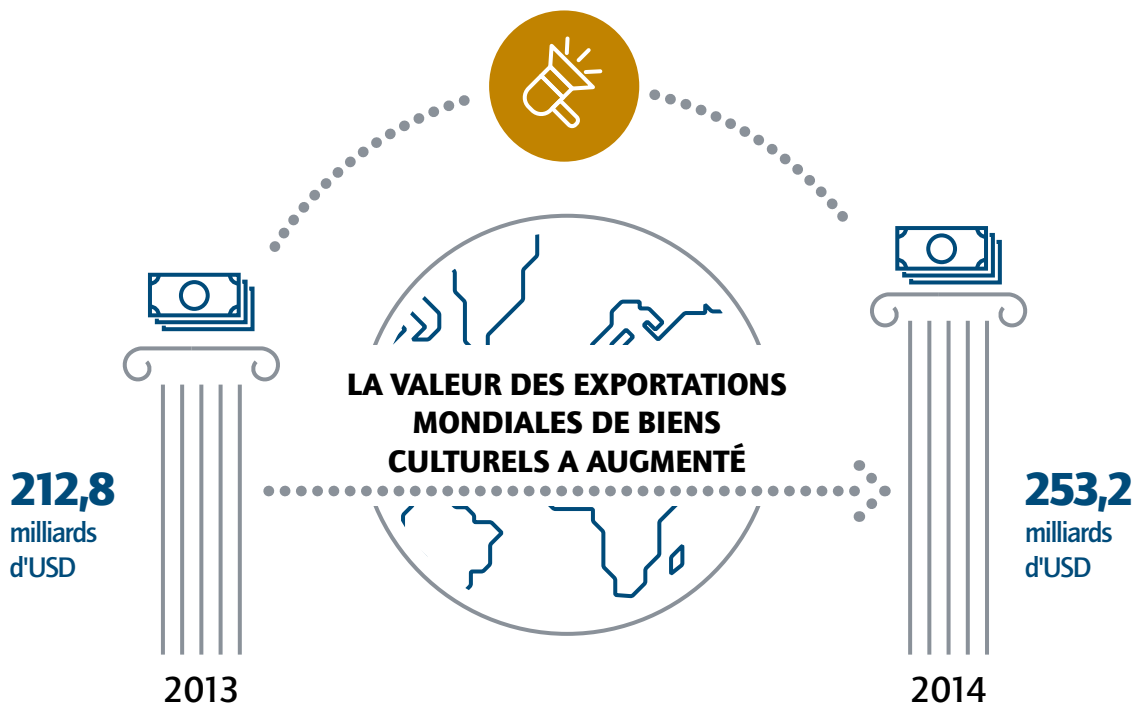 LA VALEUR DES EXPORTATIONS
MONDIALES DE BIENS
CULTURELS A AUGMENTÉ
212,8
milliards
d'USD
2013
253,2
milliards
d'USD
2014